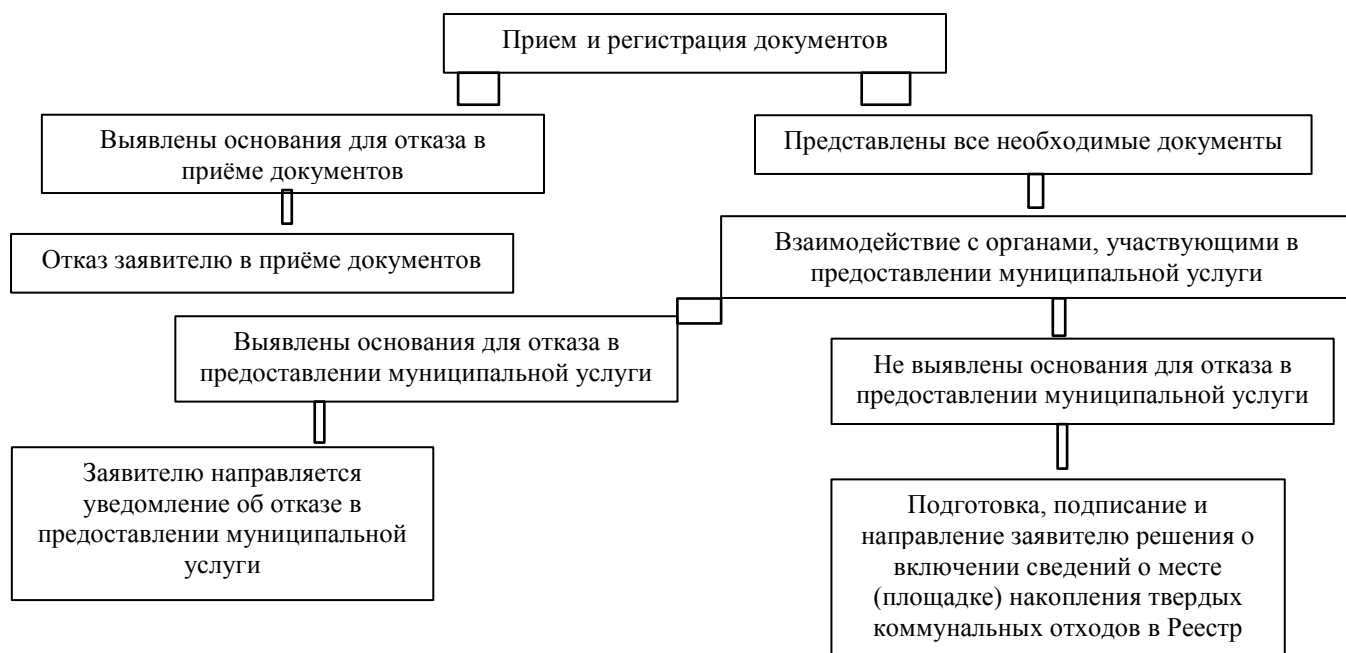 Прием и регистрация документов
Выявлены основания для отказа в
приёме документов
Представлены все необходимые документы
Отказ заявителю в приёме документов
Взаимодействие с органами, участвующими в
предоставлении муниципальной услуги
Выявлены основания для отказа в
предоставлении муниципальной услуги
Не выявлены основания для отказа в
предоставлении муниципальной услуги
Заявителю направляется
уведомление об отказе в
предоставлении муниципальной
услуги
Подготовка, подписание и
направление заявителю решения о
включении сведений о месте
(площадке) накопления твердых
коммунальных отходов в Реестр